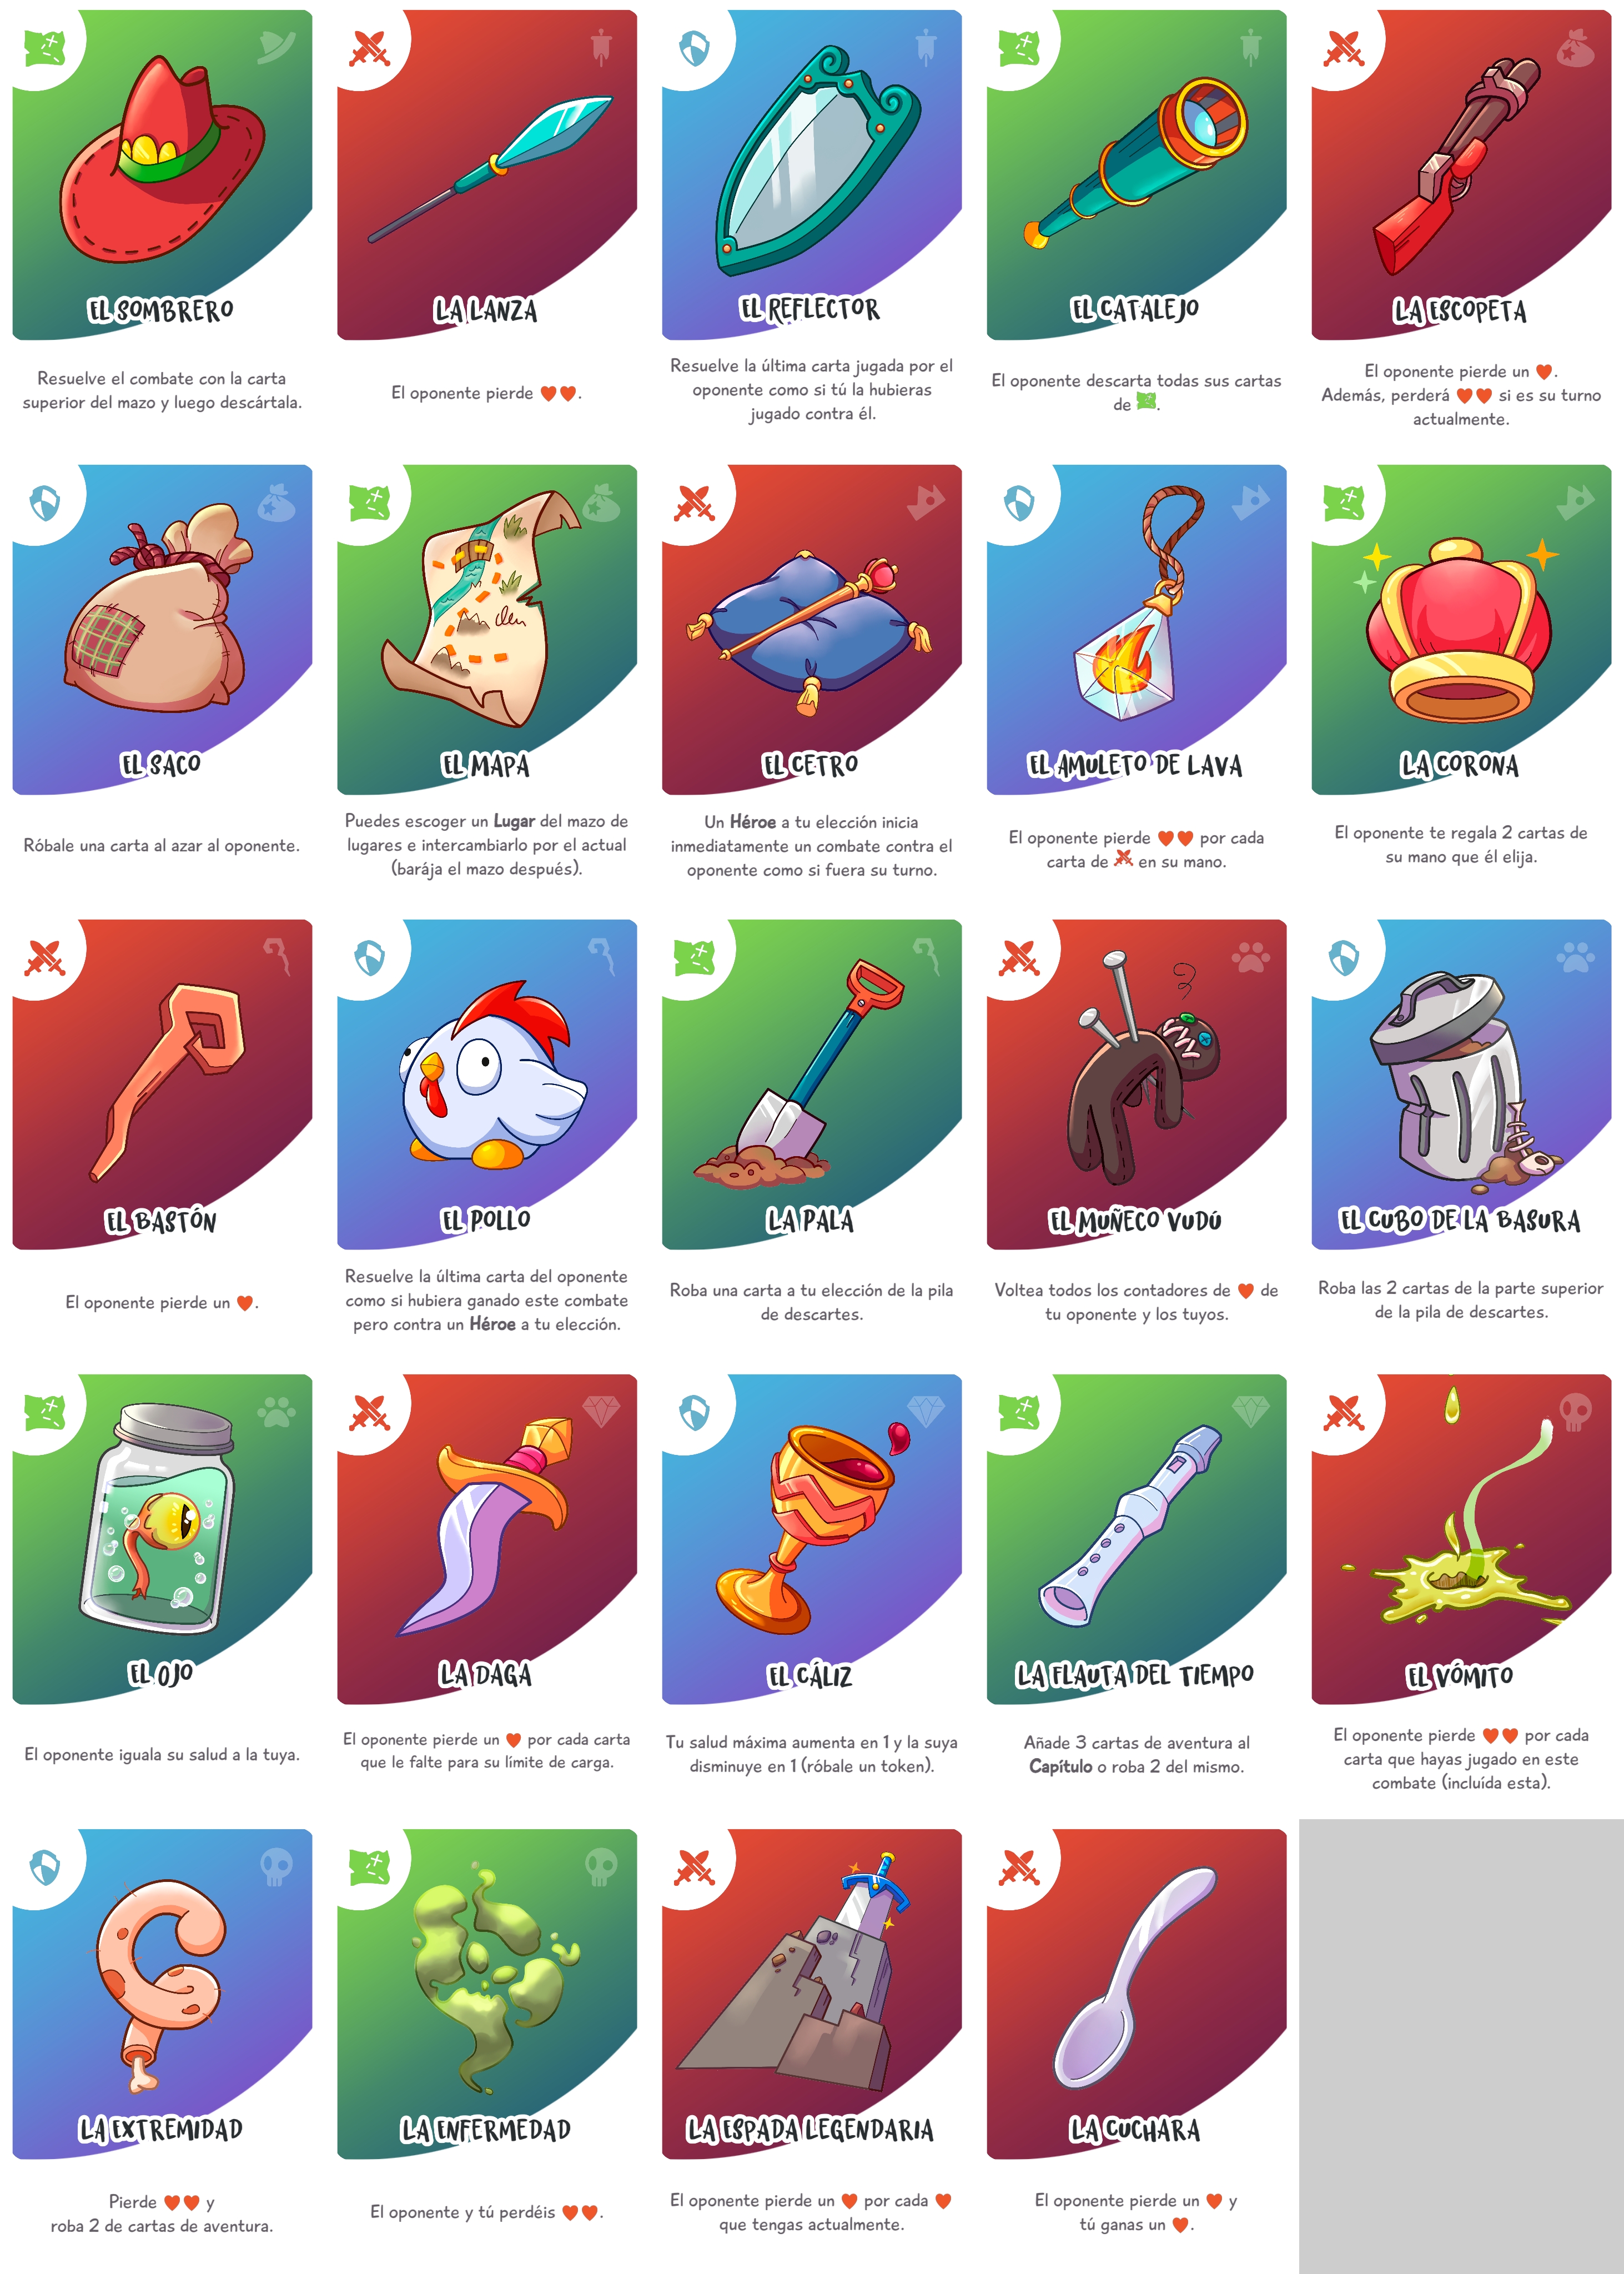 EL SOMBRERO
Resuelve el combate con la carta
superior del mazo y luego descártala.
LA LANZA
El oponente pierde ❤❤.
EL REFLECTOR
Resuelve la última carta jugada por el
oponente como si tú la hubieras
jugado contra él.
EL CATALEJO
El oponente descarta todas sus cartas
de .
LA ESCOPETA
El oponente pierde un ❤.
Además, perderá ❤❤ si es su turno
actualmente.
EL SACO
Róbale una carta al azar al oponente.
EL MAPA
Puedes escoger un Lugar del mazo de
lugares e intercambiarlo por el actual
(barája el mazo después).
EL CETRO
Un Héroe a tu elección inicia
inmediatamente un combate contra el
oponente como si fuera su turno.
EL AMULETO DE LAVA
El oponente pierde ❤❤ por cada
carta de ⚔ en su mano.
LA CORONA
El oponente te regala 2 cartas de
su mano que él elija.
EL BASTÓN
El oponente pierde un ❤.
EL POLLO
Resuelve la última carta del oponente
como si hubiera ganado este combate
pero contra un Héroe a tu elección.
LA PALA
Roba una carta a tu elección de la pila
de descartes.
EL MUÑECO VUDÚ
Voltea todos los contadores de ❤ de
tu oponente y los tuyos.
EL CUBO DE LA BASURA
Roba las 2 cartas de la parte superior
de la pila de descartes.
EL OJO
El oponente iguala su salud a la tuya.
LA DAGA
El oponente pierde un ❤ por cada carta
que le falte para su límite de carga.
EL CÁLIZ
Tu salud máxima aumenta en 1 y la suya
disminuye en 1 (róbale un token).
LA FLAUTA DEL TIEMPO
Añade 3 cartas de aventura al
Capítulo o roba 2 del mismo.
EL VÓMITO
El oponente pierde ❤❤ por cada
carta que hayas jugado en este
combate (incluída esta).
LA EXTREMIDAD
Pierde ❤❤ y
roba 2 de cartas de aventura.
LA ENFERMEDAD
El oponente y tú perdéis ❤❤.
LA ESPADA LEGENDARIA
El oponente pierde un ❤ por cada ❤
que tengas actualmente.
LA CUCHARA
El oponente pierde un ❤ y
tú ganas un ❤.